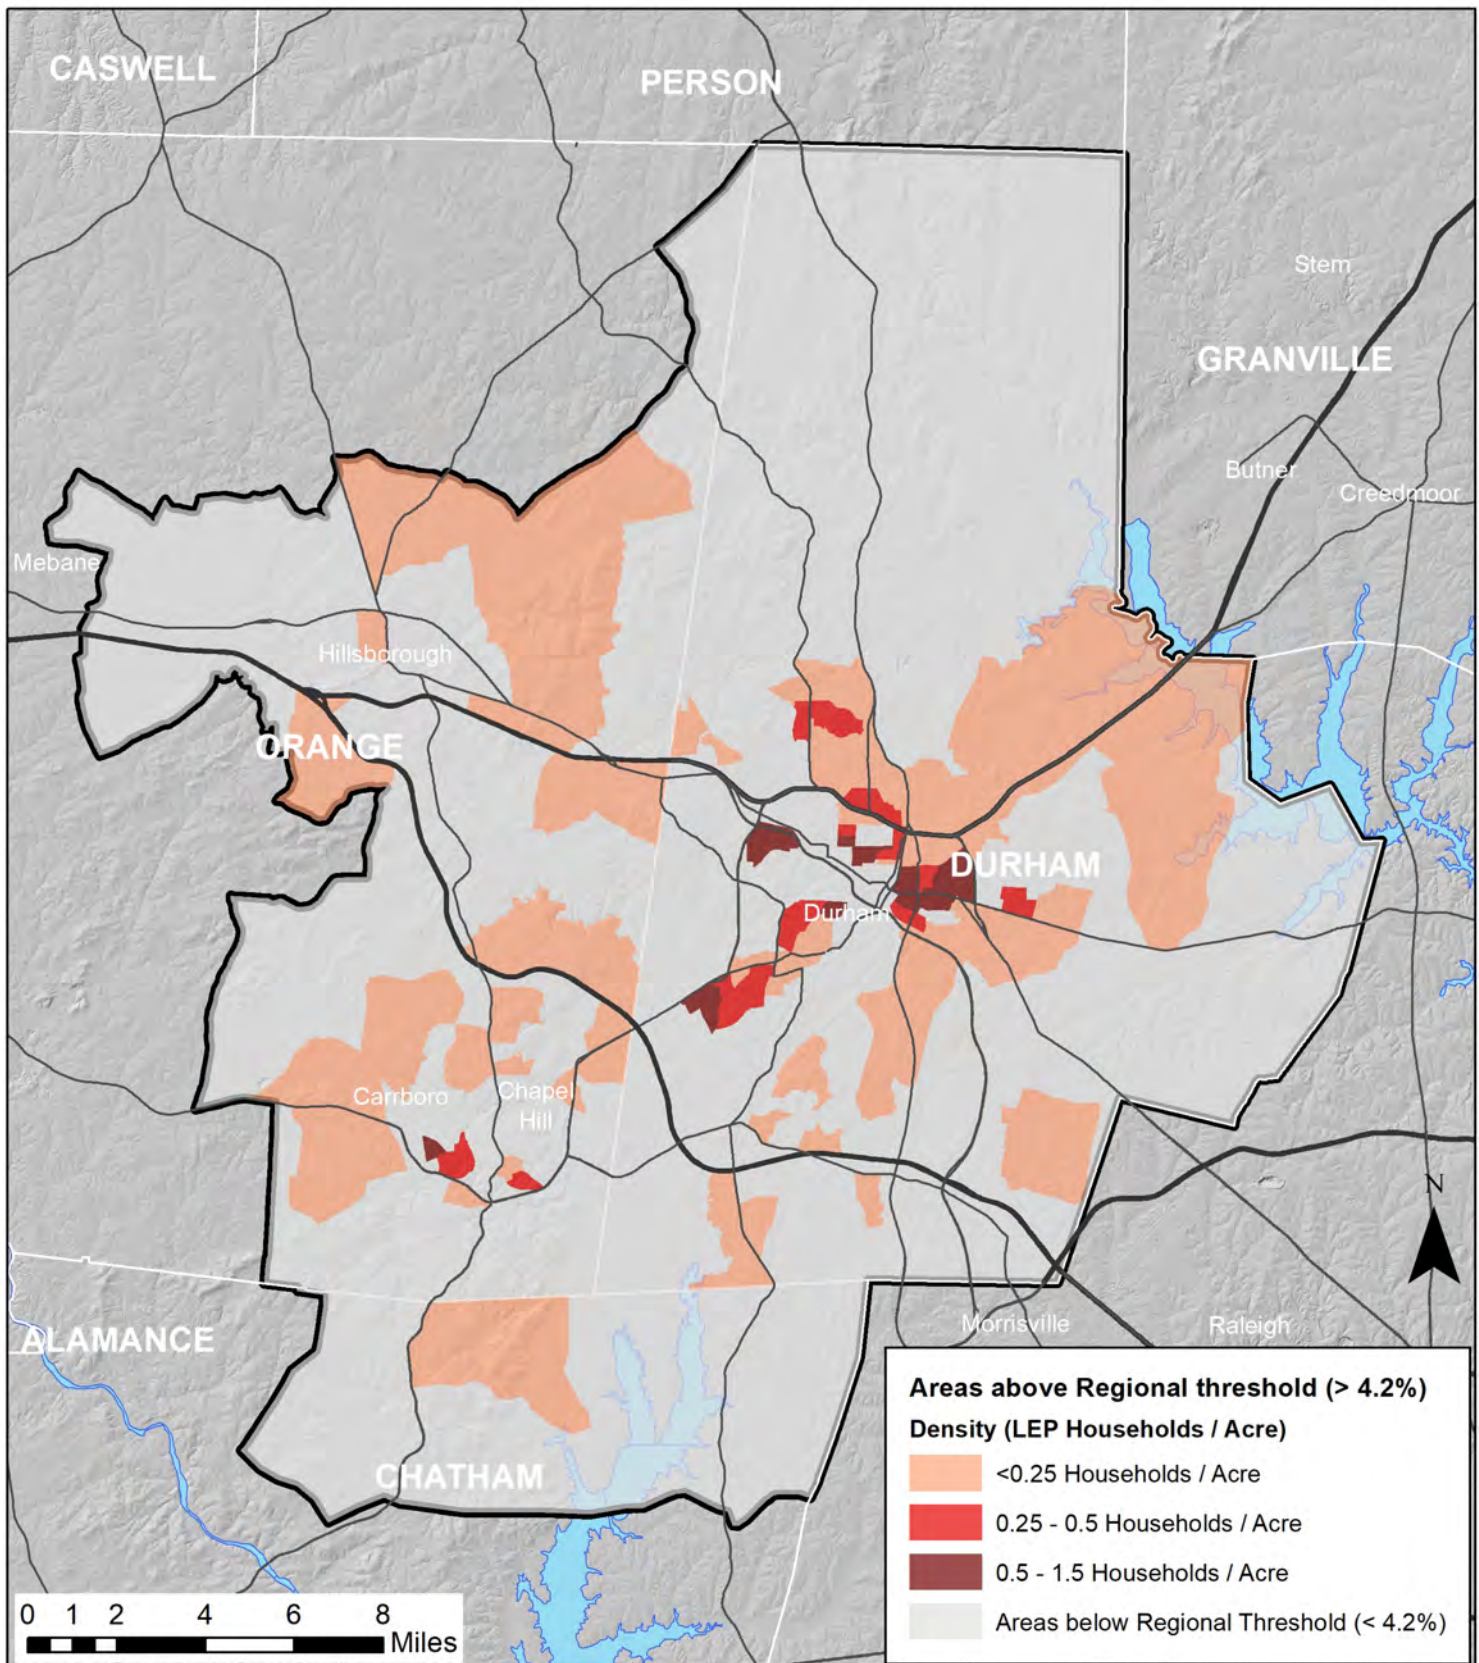 CASWELL
PERSON
Stem
GRANVILLE
Butner
Creedmoor
Mebane
Hillsborough
ORANGE
DURHAM
Durham
Carrboro
Chapel
Hill
N
Morrisville
Raleigh
ALAMANCE
CHATHAM
Areas above Regional threshold (> 4.2%)
Density (LEP Households / Acre)
<0.25 Households / Acre
0.25 - 0.5 Households / Acre
0.5 - 1.5 Households / Acre
Areas below Regional Threshold (< 4.2%)
0 1 2 4 6 8
Miles